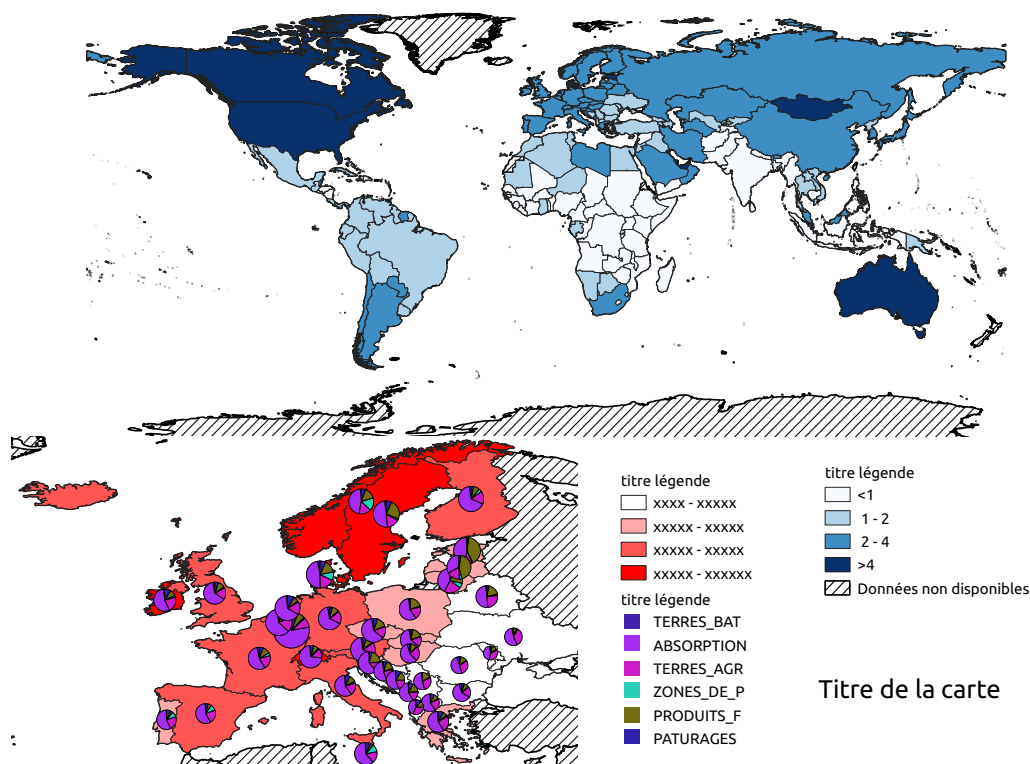 titre légende
xxxx - xxxxx
xxxxx - xxxxx
xxxxx - xxxxx
xxxxx - xxxxxx
titre légende
TERRES_BAT
ABSORPTION
TERRES_AGR
ZONES_DE_P
PRODUITS_F
PATURAGES
titre légende
<1
1 - 2
2 - 4
>4
Données non disponibles
Titre de la carte